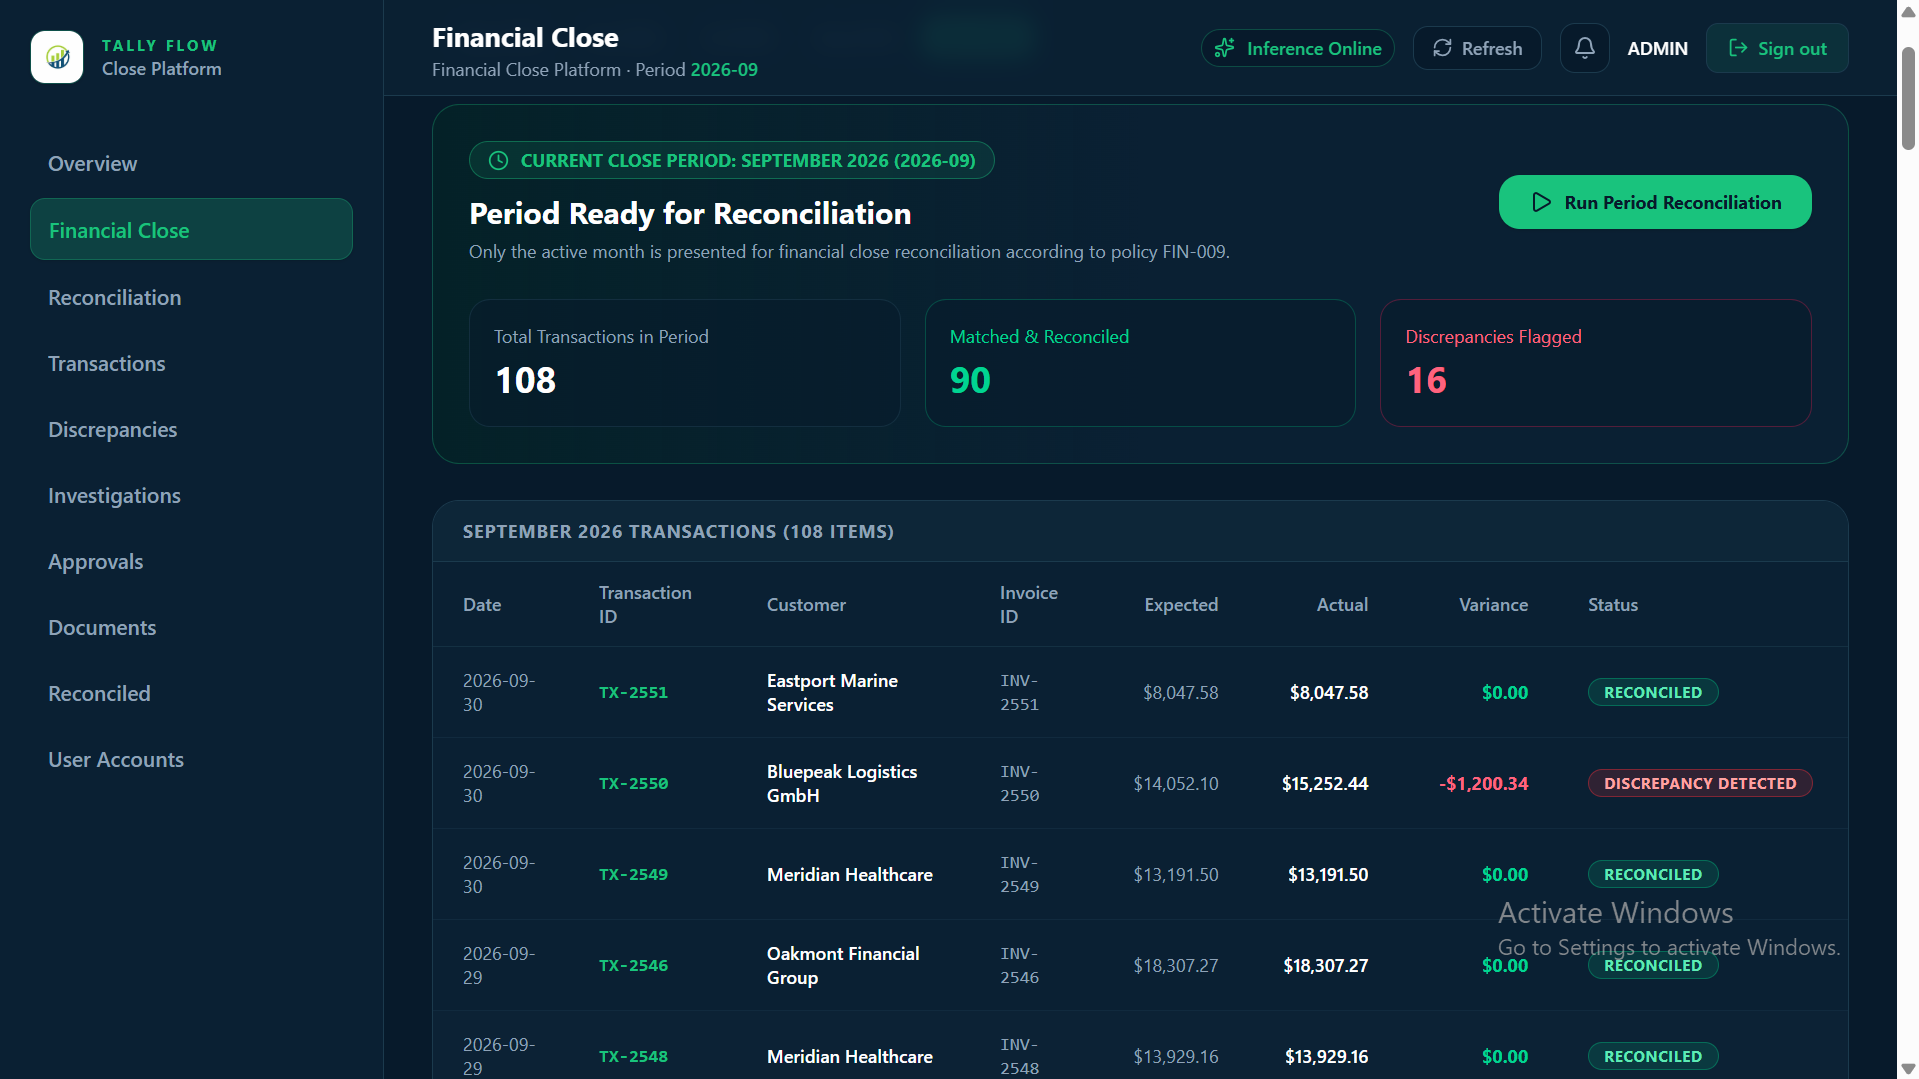 TALLY FLOW
Close Platform
Overview
Financial Close
Reconciliation
Transactions
Discrepancies
Investigations
Approvals
Documents
Reconciled
User Accounts
Financial Close
Financial Close Platform · Period 2026-09
Inference Online
Refresh
ADMIN
Sign out
CURRENT CLOSE PERIOD: SEPTEMBER 2026 (2026-09)
Period Ready for Reconciliation
Only the active month is presented for financial close reconciliation according to policy FIN-009.
Run Period Reconciliation
Total Transactions in Period
108
Matched & Reconciled
90
Discrepancies Flagged
16
SEPTEMBER 2026 TRANSACTIONS (108 ITEMS)
Date
Transaction
ID
Customer
Invoice
ID
Expected
Actual
Variance
Status
2026-09-
30
TX-2551
Eastport Marine
Services
INV-
2551
$8,047.58
$8,047.58
$0.00
RECONCILED
2026-09-
30
TX-2550
Bluepeak Logistics
GmbH
INV-
2550
$14,052.10
$15,252.44
-$1,200.34
DISCREPANCY DETECTED
2026-09-
30
TX-2549
Meridian Healthcare
INV-
2549
$13,191.50
$13,191.50
$0.00
RECONCILED
2026-09-
29
TX-2546
Oakmont Financial
Group
INV-
2546
$18,307.27
$18,307.27
$0.00
RECONCILED
2026-09-
29
TX-2548
Meridian Healthcare
INV-
2548
$13,929.16
$13,929.16
$0.00
RECONCILED
Activate Windows
Go to Settings to activate Windows.